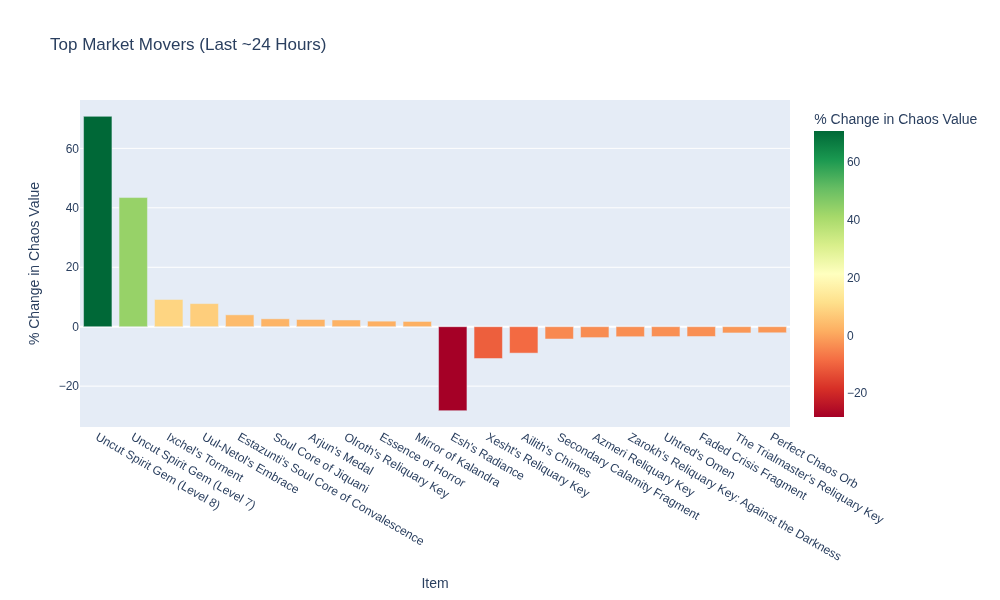 Top Market Movers (Last ~24 Hours)
% Change in Chaos Value
60
40
20
0
−20
% Change in Chaos Value
60
40
20
0
−20
Uncut Spirit Gem (Level 8)
Uncut Spirit Gem (Level 7)
Ixchel's Torment
Uul-Netol's Embrace
Estazunti's Soul Core of Convalescence
Soul Core of Jiquani
Arjun's Medal
Olroth's Reliquary Key
Essence of Horror
Mirror of Kalandra
Esh's Radiance
Xesht's Reliquary Key
Ailith's Chimes
Secondary Calamity Fragment
Azmeri Reliquary Key
Zarokh's Reliquary Key: Against the Darkness
Uhtred's Omen
Faded Crisis Fragment
The Trialmaster's Reliquary Key
Perfect Chaos Orb
Item